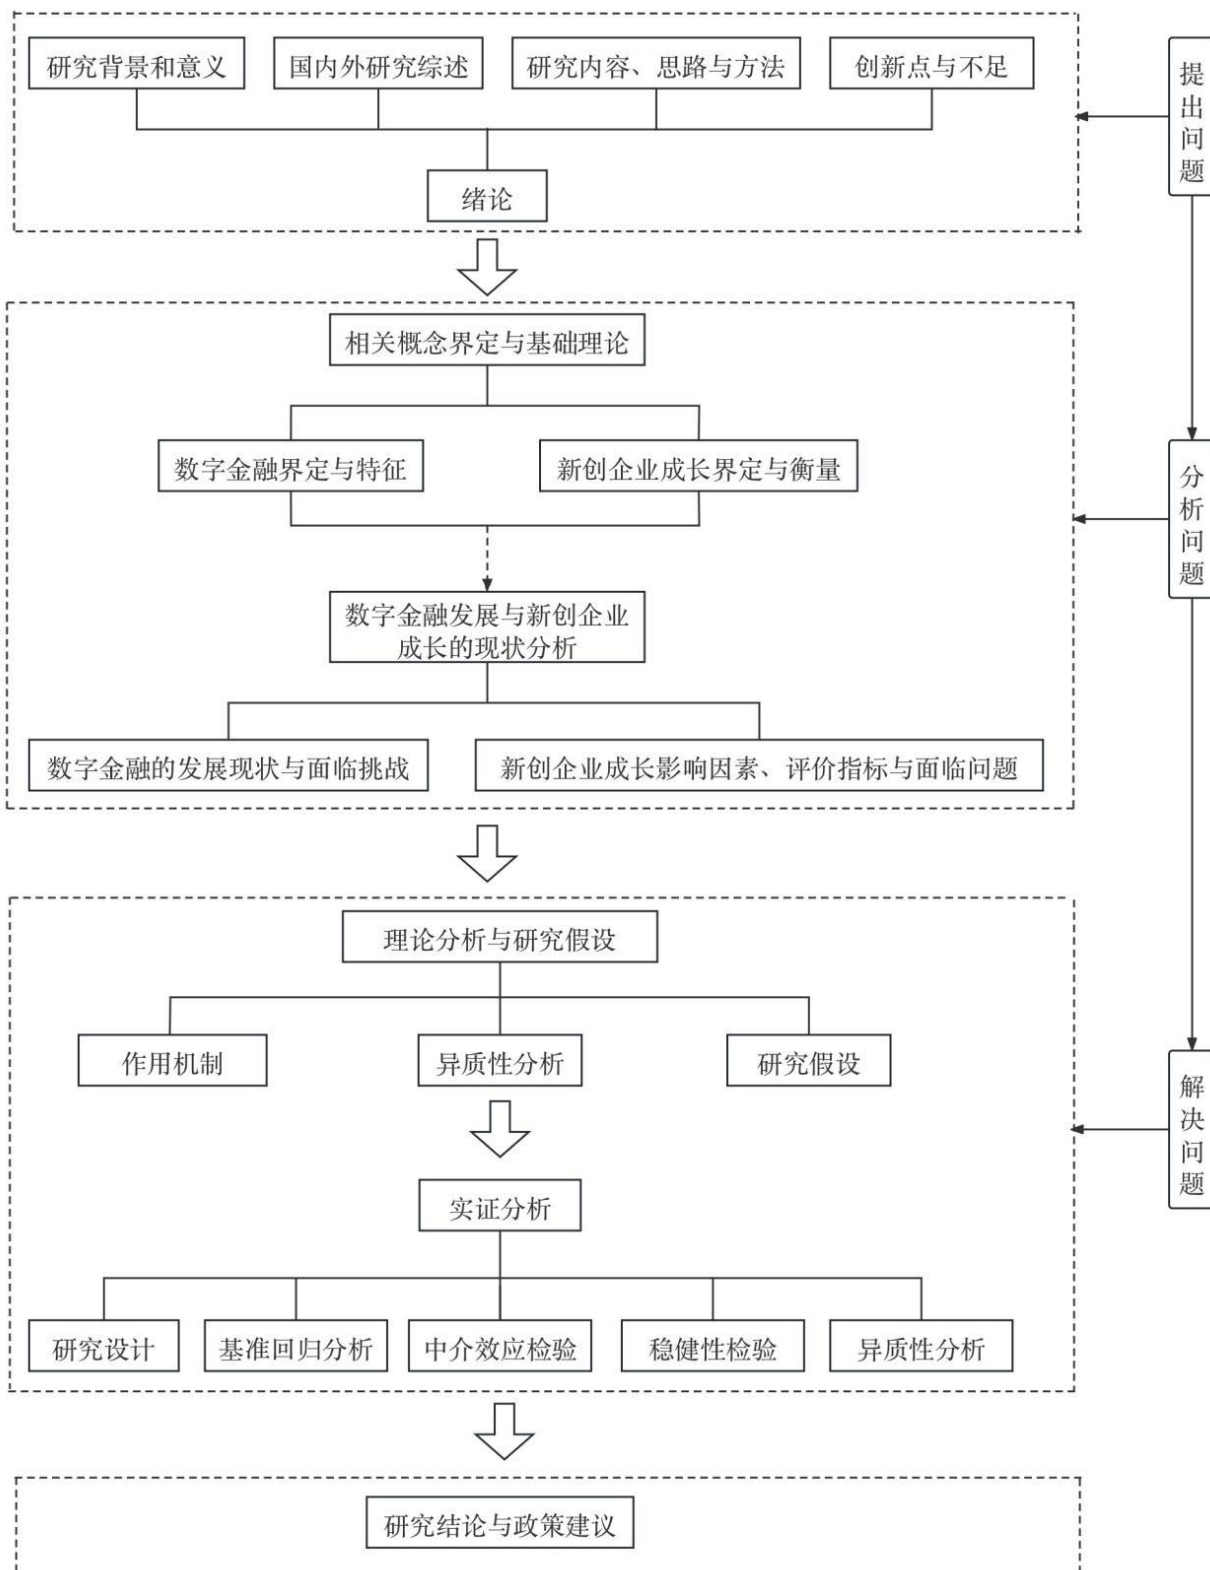 研究背景和意义
国内外研究综述
研究内容、思路与方法
创新点与不足
绪论
提出问题
相关概念界定与基础理论
数字金融界定与特征
新创企业成长界定与衡量
分析问题
数字金融发展与新创企业
成长的现状分析
数字金融的发展现状与面临挑战
新创企业成长影响因素、评价指标与面临问题
理论分析与研究假设
作用机制
异质性分析
研究假设
解决问题
实证分析
研究设计
基准回归分析
中介效应检验
稳健性检验
异质性分析
研究结论与政策建议